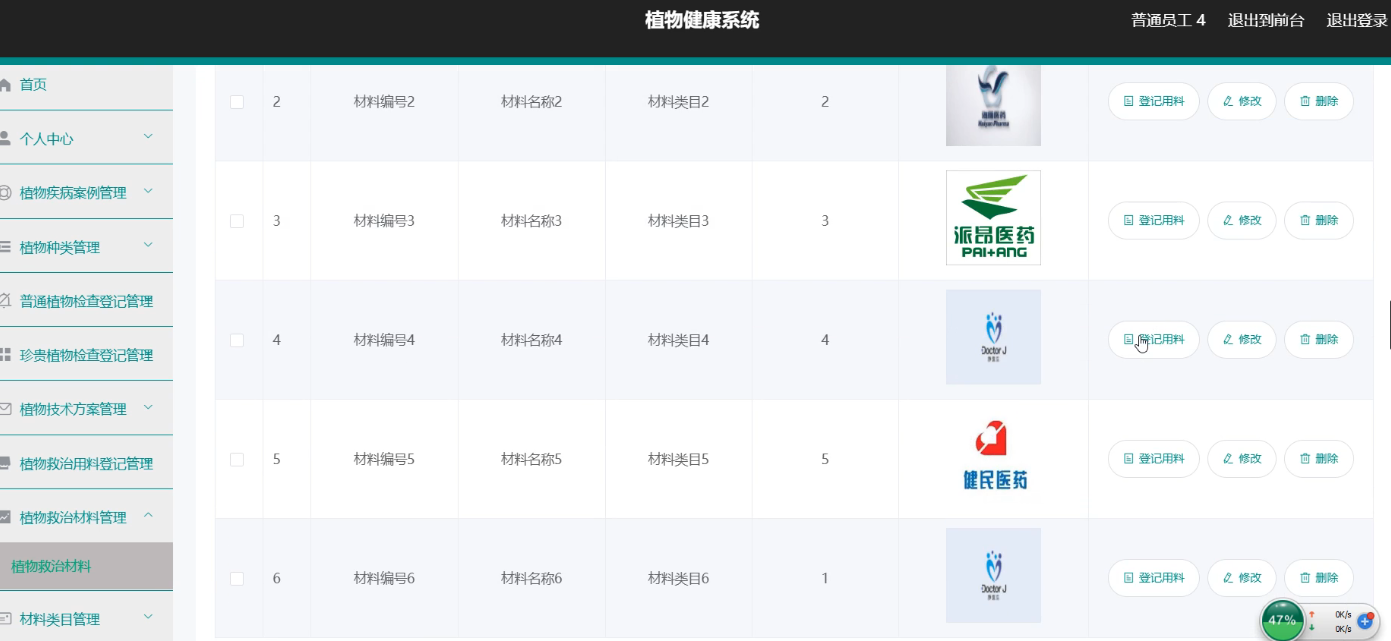 植物健康系统
普通员工 4 退出到前台 退出登录
首页
个人中心
植物疾病案例管理
植物种类管理
普通植物检查登记管理
珍贵植物检查登记管理
植物技术方案管理
植物救治用料登记管理
植物救治材料管理
植物救治材料
材料类目管理
2 材料编号2 材料名称2 材料类目2 2 登记用料 修改 删除
3 材料编号3 材料名称3 材料类目3 3 登记用料 修改 删除
派昂医药
PAI+ANG
4 材料编号4 材料名称4 材料类目4 4 登记用料 修改 删除
Doctor J
5 材料编号5 材料名称5 材料类目5 5 登记用料 修改 删除
健民医药
6 材料编号6 材料名称6 材料类目6 1 登记用料 修改 删除
Doctor J
47%
0K/s
0K/s